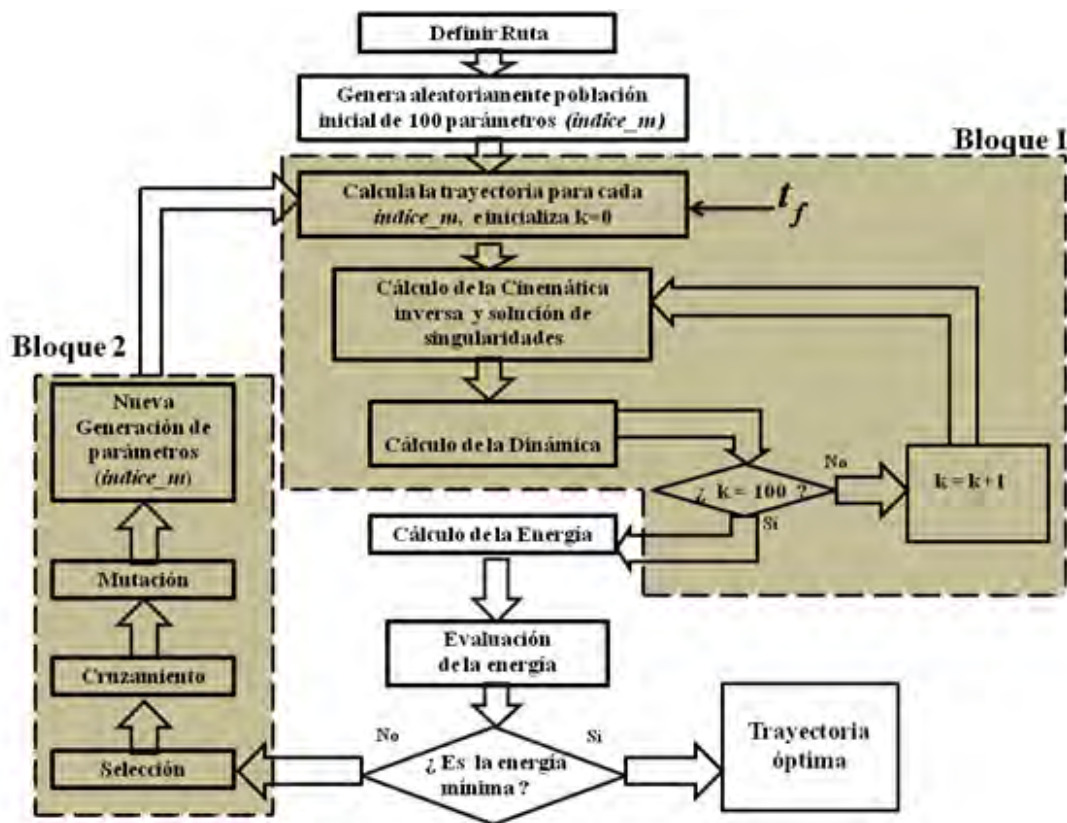 Definir Ruta
Genera aleatoriamente población
inicial de 100 parámetros (indice_m)
Bloque 1
Calcula la trayectoria para cada
indice_m, e inicializa k=0
t_f
Cálculo de la Cinemática
inversa y solución de
singularidades
Cálculo de la Dinámica
¿ k = 100 ?
No
Si
k = k+1
Cálculo de la Energía
Evaluación
de la energía
¿ Es la energía
mínima ?
No
Si
Trayectoria
óptima
Bloque 2
Nueva
Generación de
parámetros
(indice_m)
Mutación
Cruzamiento
Selección